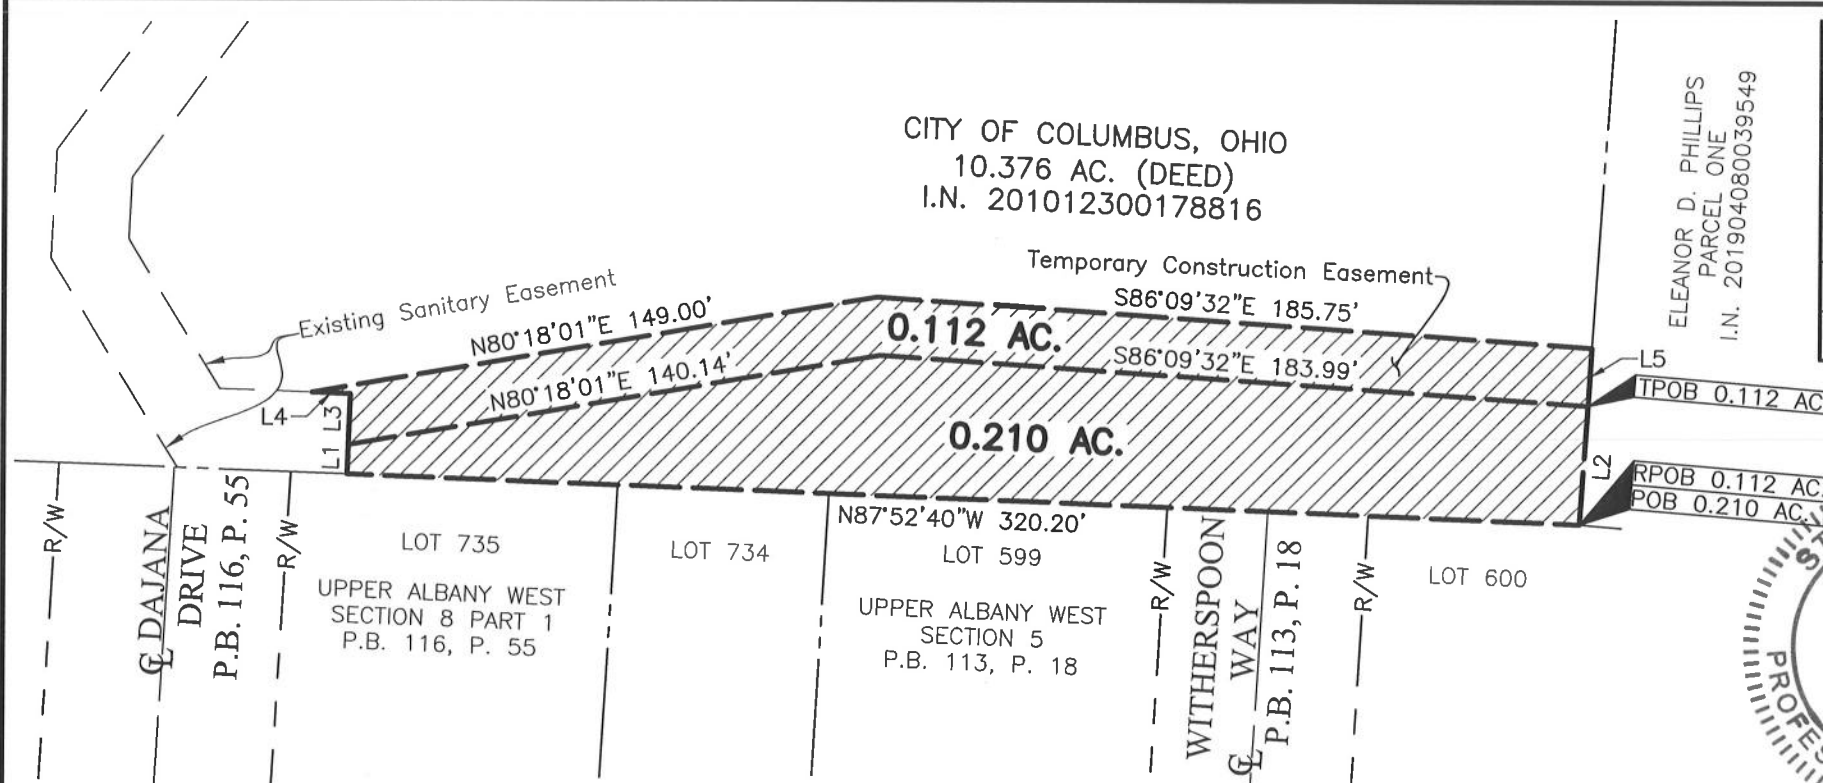 CITY OF COLUMBUS, OHIO
10.376 AC. (DEED)
I.N. 201012300178816
ELEANOR D. PHILLIPS
PARCEL ONE
I.N. 201904080039549
Temporary Construction Easement
Existing Sanitary Easement
N80°18'01"E 149.00'
S86°09'32"E 185.75'
0.112 AC.
N80°18'01"E 140.14'
S86°09'32"E 183.99'
L5
TPOB 0.112 AC
L4
L3
L1
0.210 AC.
L2
RPOB 0.112 AC.
POB 0.210 AC.
N87°52'40"W 320.20'
R/W
R/W
R/W
R/W
℄ DAJANA
DRIVE
P.B. 116, P. 55
LOT 735
UPPER ALBANY WEST
SECTION 8 PART 1
P.B. 116, P. 55
LOT 734
LOT 599
UPPER ALBANY WEST
SECTION 5
P.B. 113, P. 18
WITHERSPOON
℄ WAY
P.B. 113, P. 18
LOT 600